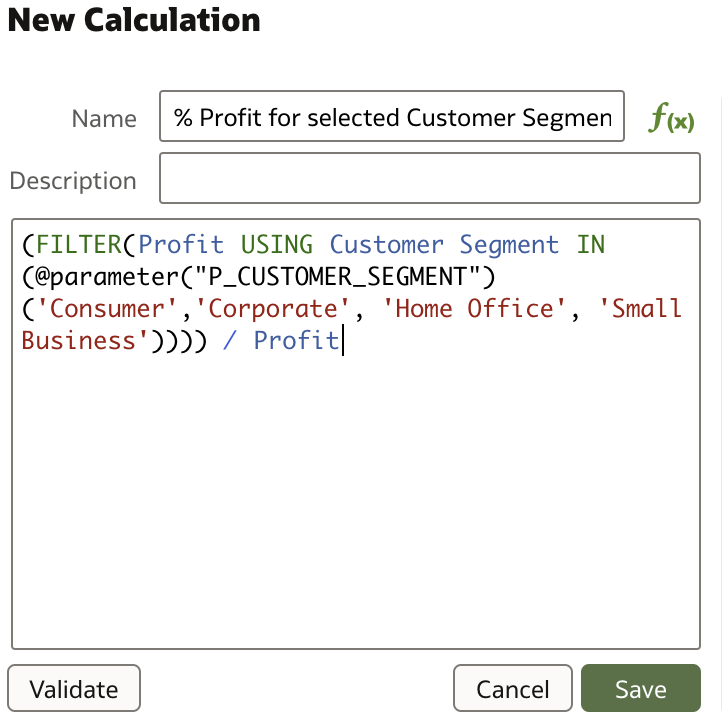 New Calculation
Name
% Profit for selected Customer Segmen
f(x)
Description
(FILTER(Profit USING Customer Segment IN
(@parameter("P_CUSTOMER_SEGMENT")
('Consumer','Corporate', 'Home Office', 'Small
Business')))) / Profit
Validate
Cancel
Save